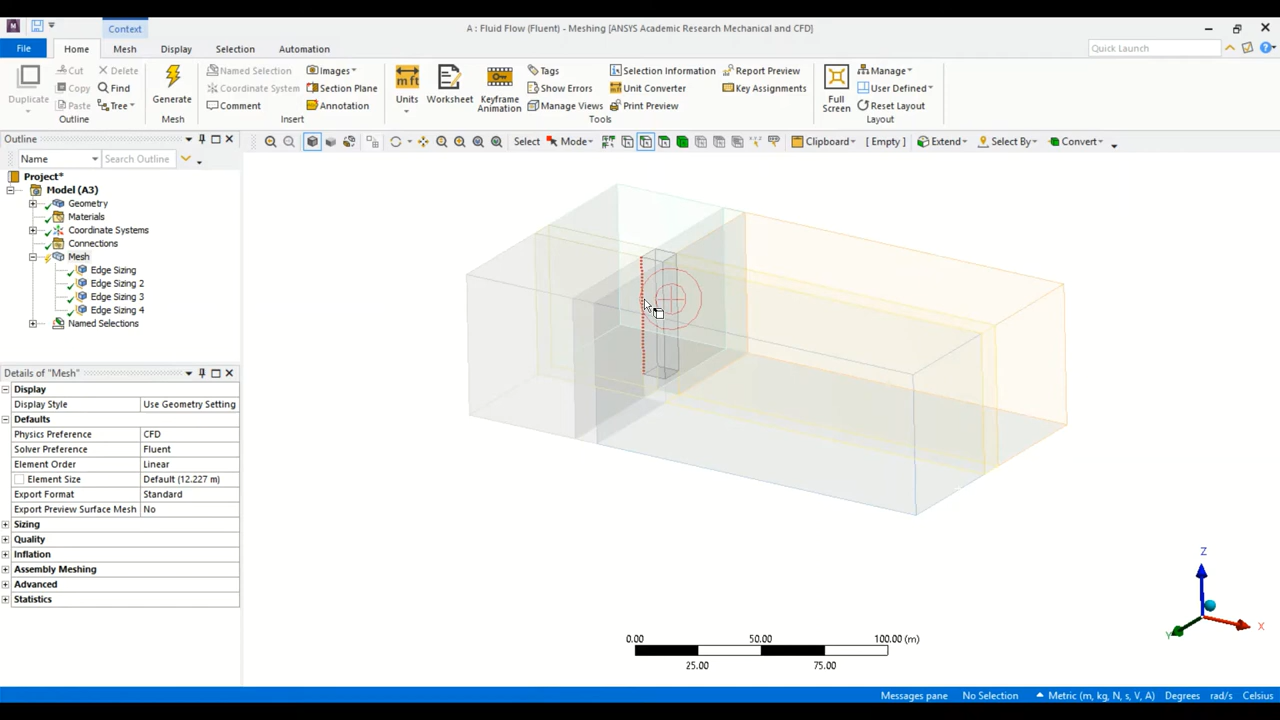 Context
A : Fluid Flow (Fluent) - Meshing [ANSYS Academic Research Mechanical and CFD]
File Home Mesh Display Selection Automation Quick Launch
Duplicate
Cut
Copy
Paste
Delete
Find
Tree
Outline
Generate
Mesh
Named Selection
Coordinate System
Comment
Images
Section Plane
Annotation
Insert
Units
Worksheet
Keyframe
Animation
Tags
Show Errors
Manage Views
Selection Information
Unit Converter
Print Preview
Report Preview
Key Assignments
Tools
Full
Screen
Manage
User Defined
Reset Layout
Layout
Outline
Select Mode Clipboard [ Empty ] Extend Select By Convert
Name Search Outline
Project*
Model (A3)
Geometry
Materials
Coordinate Systems
Connections
Mesh
Edge Sizing
Edge Sizing 2
Edge Sizing 3
Edge Sizing 4
Named Selections
Details of "Mesh"
Display
Display Style Use Geometry Setting
Defaults
Physics Preference CFD
Solver Preference Fluent
Element Order Linear
Element Size Default (12.227 m)
Export Format Standard
Export Preview Surface Mesh No
Sizing
Quality
Inflation
Assembly Meshing
Advanced
Statistics
Z
X
Y
0.00 50.00 100.00 (m)
25.00 75.00
Messages pane No Selection Metric (m, kg, N, s, V, A) Degrees rad/s Celsius